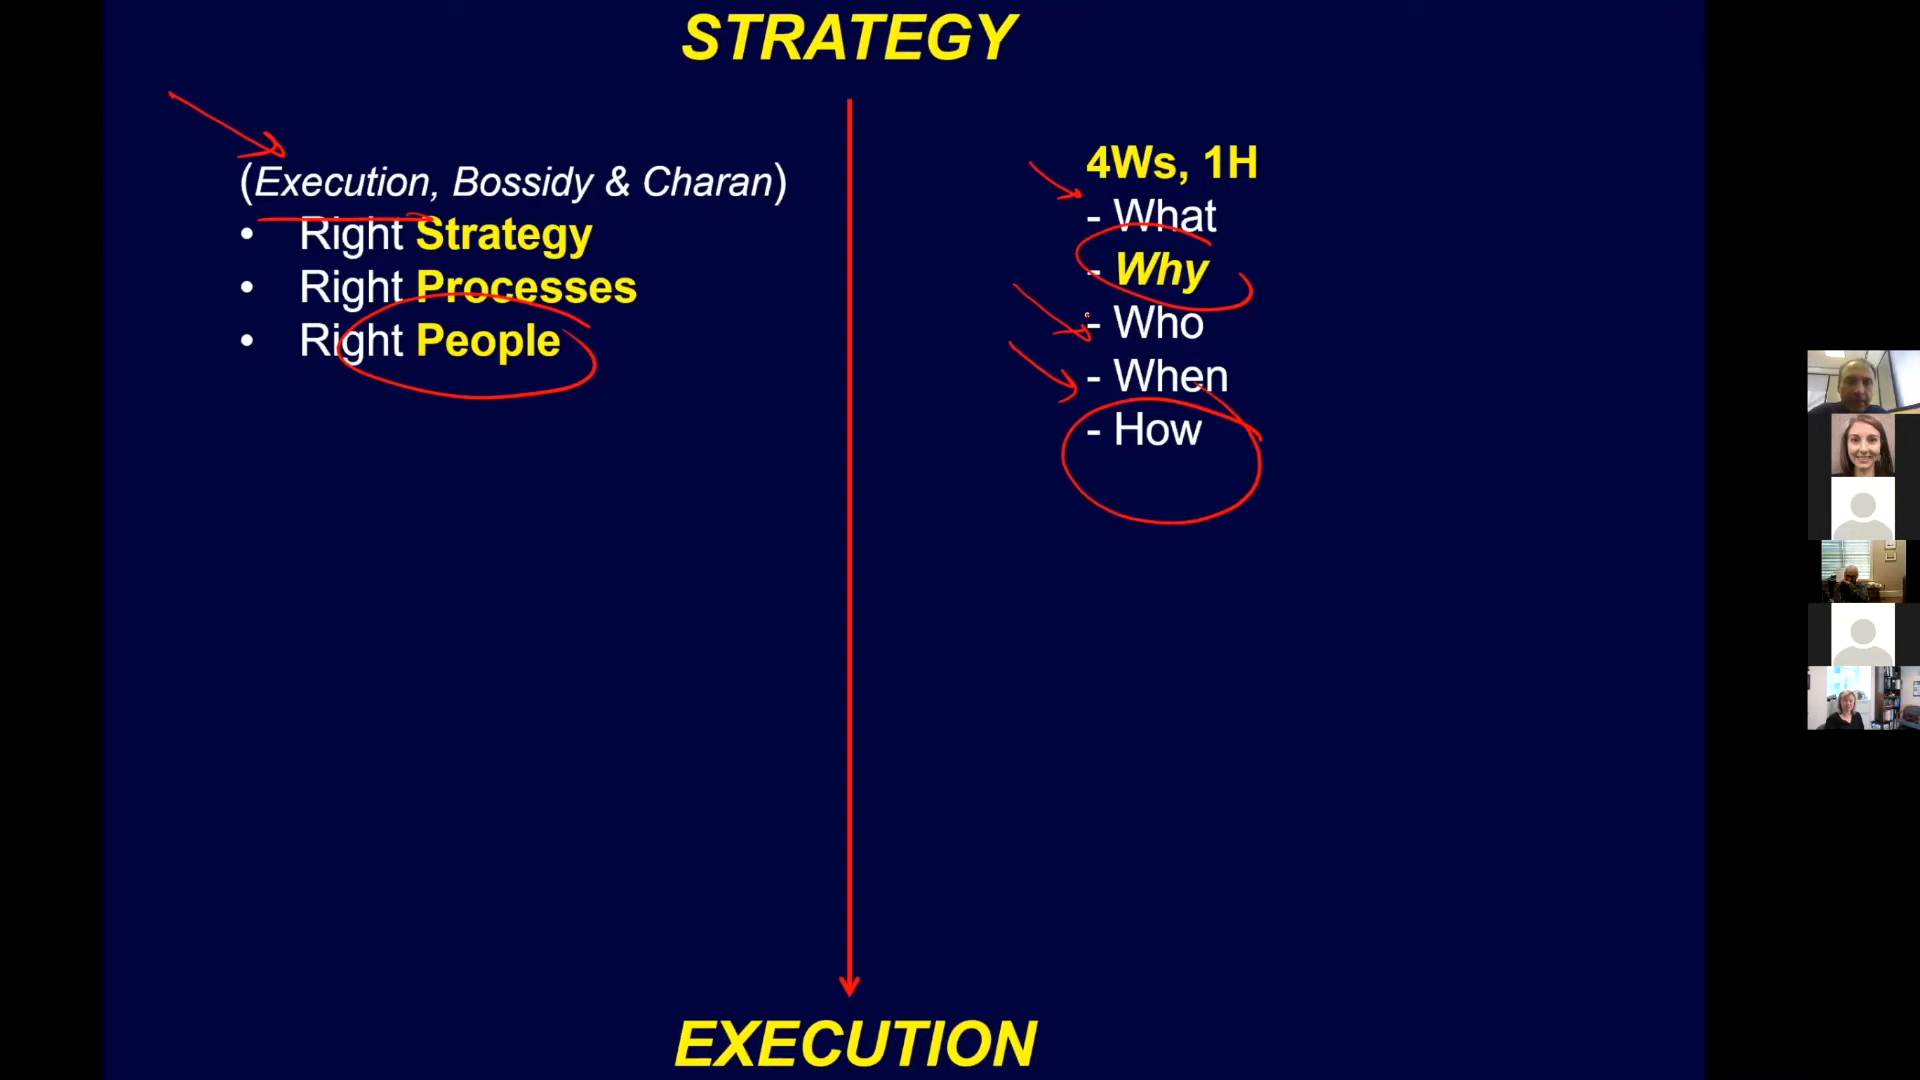 STRATEGY
(Execution, Bossidy & Charan)
• Right Strategy
• Right Processes
• Right People
4Ws, 1H
- What
- Why
- Who
- When
- How
EXECUTION